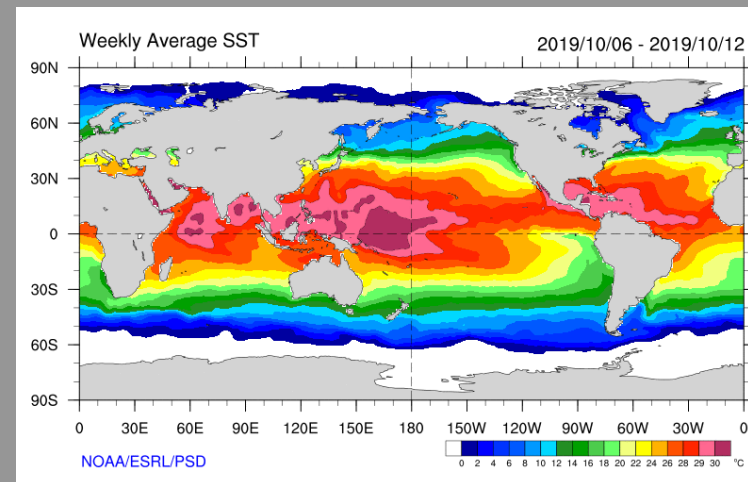 Weekly Average SST
2019/10/06 - 2019/10/12
90N
60N
30N
0
30S
60S
90S
0 30E 60E 90E 120E 150E 180 150W 120W 90W 60W 30W 0
0 2 4 6 8 10 12 14 16 18 20 22 24 26 28 29 30 °C
NOAA/ESRL/PSD